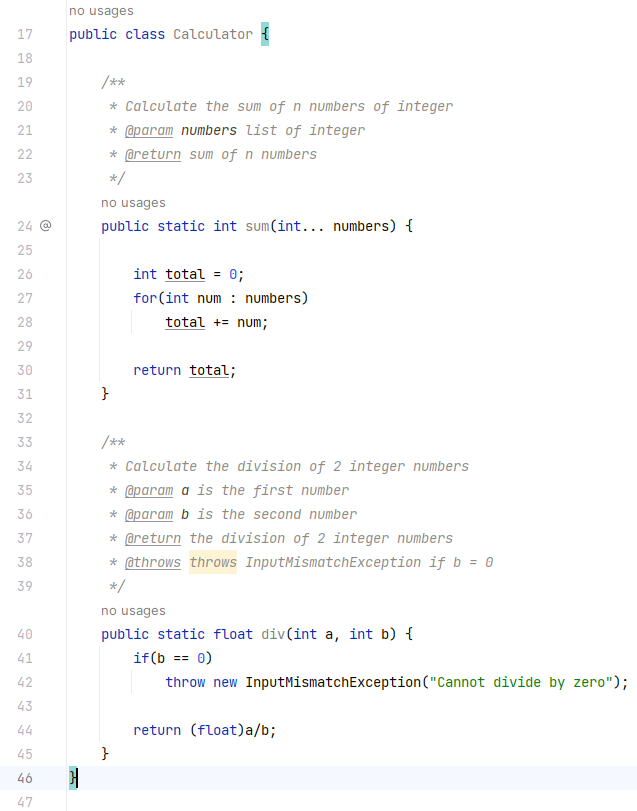 no usages
17 public class Calculator {
18
19 /**
20 * Calculate the sum of n numbers of integer
21 * @param numbers list of integer
22 * @return sum of n numbers
23 */
no usages
24 @ public static int sum(int... numbers) {
25
26 int total = 0;
27 for(int num : numbers)
28 total += num;
29
30 return total;
31 }
32
33 /**
34 * Calculate the division of 2 integer numbers
35 * @param a is the first number
36 * @param b is the second number
37 * @return the division of 2 integer numbers
38 * @throws throws InputMismatchException if b = 0
39 */
no usages
40 public static float div(int a, int b) {
41 if(b == 0)
42 throw new InputMismatchException("Cannot divide by zero");
43
44 return (float)a/b;
45 }
46 }
47